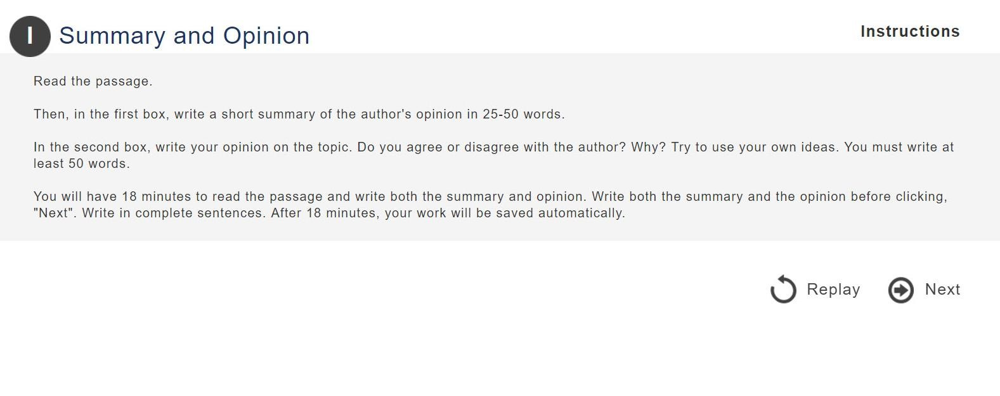 I Summary and Opinion
Instructions
Read the passage.
Then, in the first box, write a short summary of the author's opinion in 25-50 words.
In the second box, write your opinion on the topic. Do you agree or disagree with the author? Why? Try to use your own ideas. You must write at
least 50 words.
You will have 18 minutes to read the passage and write both the summary and opinion. Write both the summary and the opinion before clicking,
"Next". Write in complete sentences. After 18 minutes, your work will be saved automatically.
Replay
Next